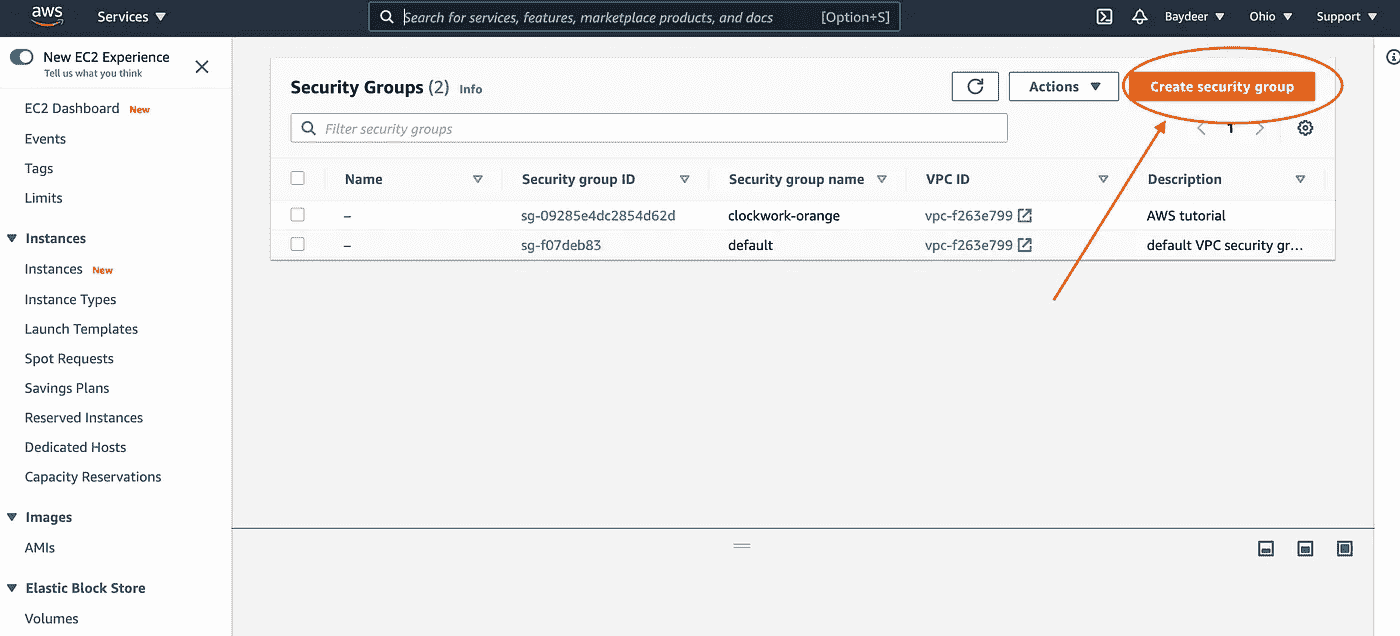 aws Services Search for services, features, marketplace products, and docs [Option+S] Baydeer Ohio Support
New EC2 Experience
Tell us what you think
EC2 Dashboard New
Events
Tags
Limits
Instances
Instances New
Instance Types
Launch Templates
Spot Requests
Savings Plans
Reserved Instances
Dedicated Hosts
Capacity Reservations
Images
AMIs
Elastic Block Store
Volumes
Security Groups (2) Info Actions Create security group
Filter security groups 1
Name Security group ID Security group name VPC ID Description
– sg-09285e4dc2854d62d clockwork-orange vpc-f263e799 AWS tutorial
– sg-f07deb83 default vpc-f263e799 default VPC security gr...